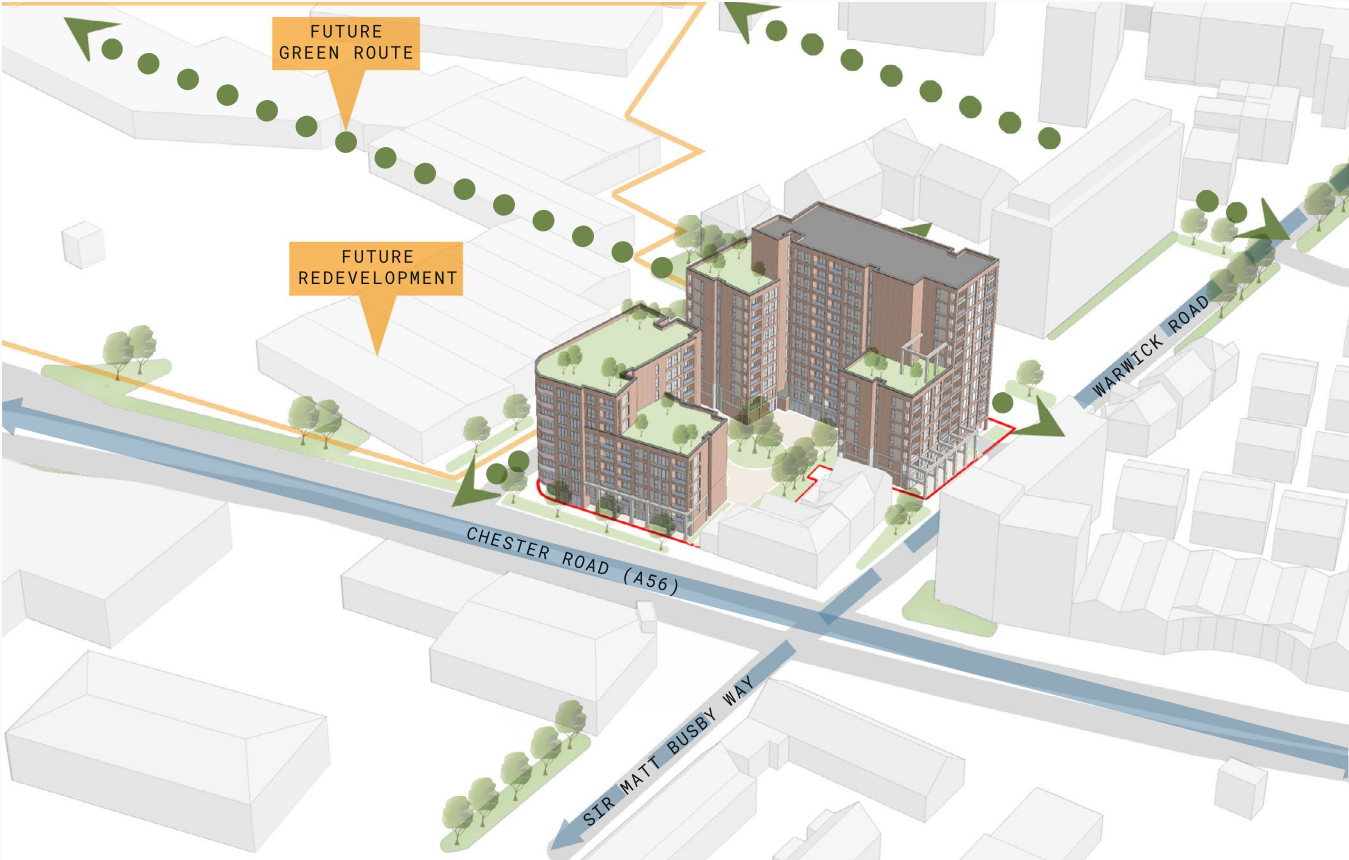 FUTURE
GREEN ROUTE
FUTURE
REDEVELOPMENT
WARWICK ROAD
CHESTER ROAD (A56)
SIR MATT BUSBY WAY